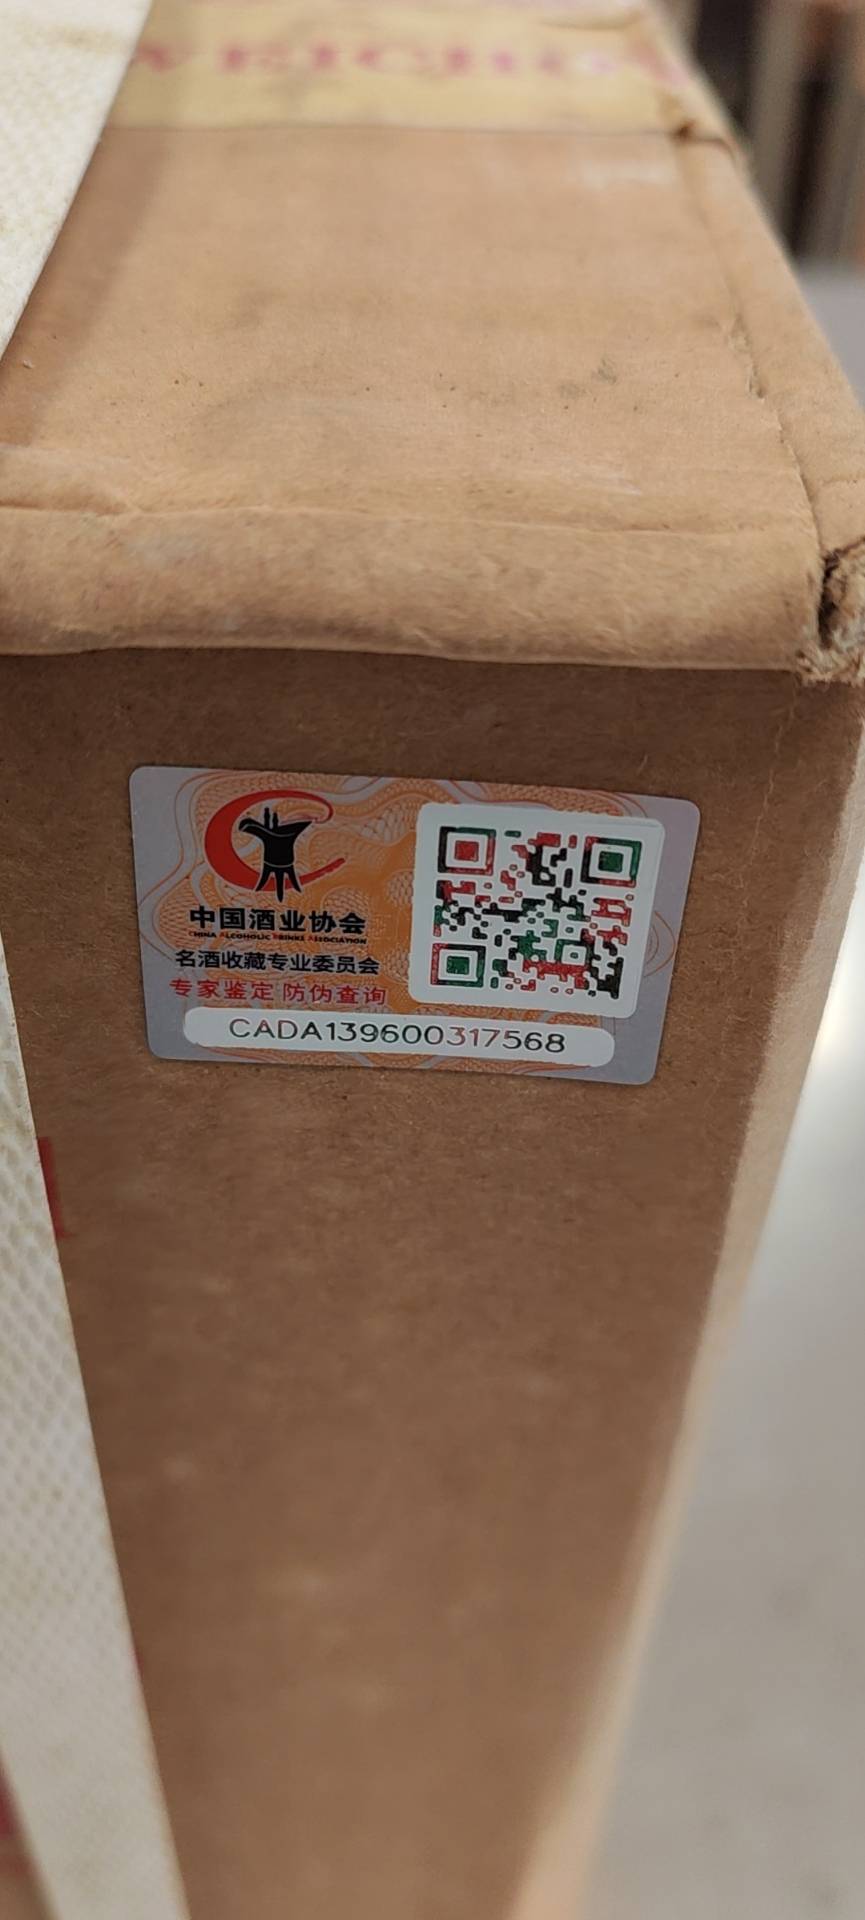 中国酒业协会
CHINA ALCOHOLIC DRINKS ASSOCIATION
名酒收藏专业委员会
专家鉴定 防伪查询
CADA139600317568